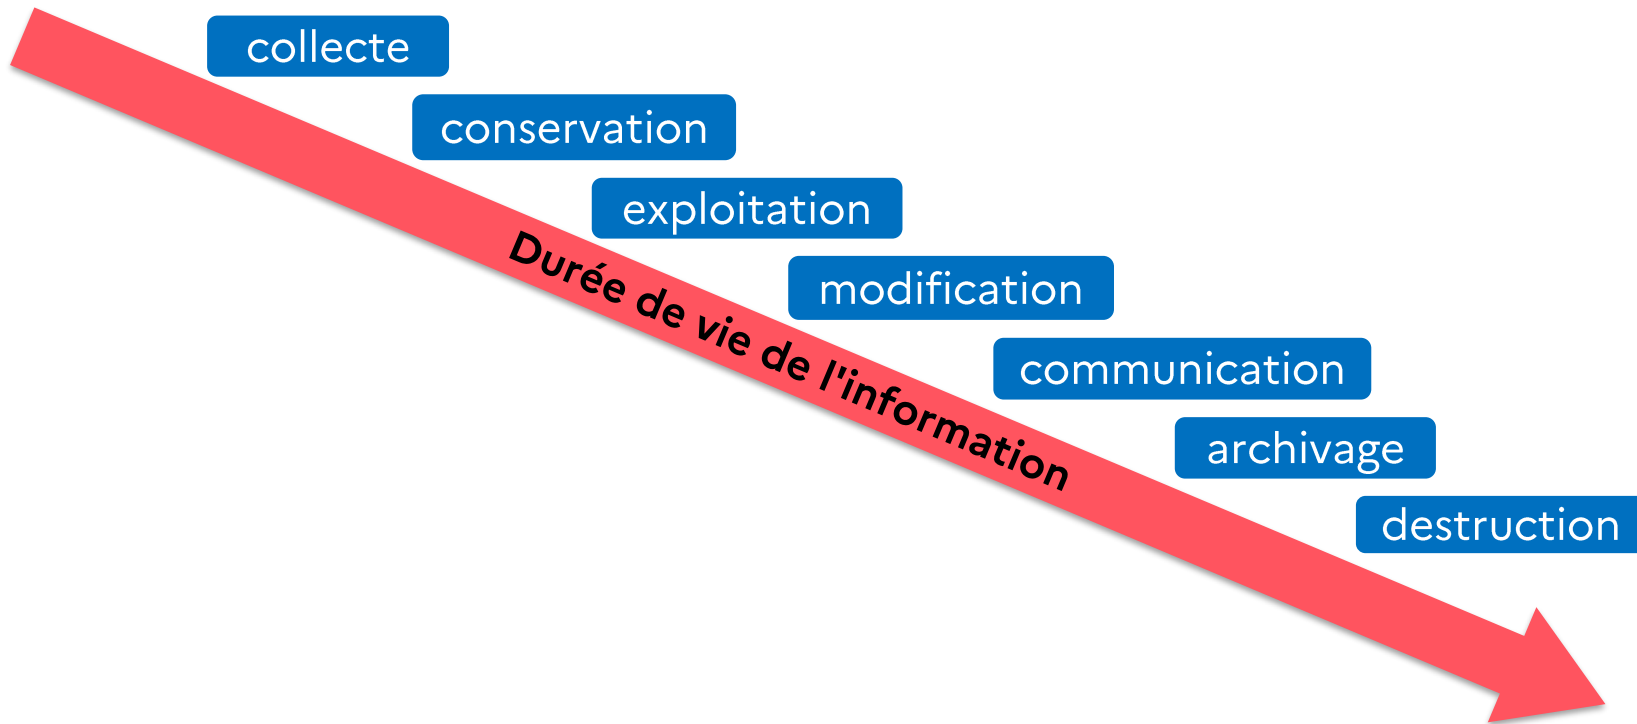 collecte
conservation
exploitation
modification
communication
archivage
destruction
Durée de vie de l'information